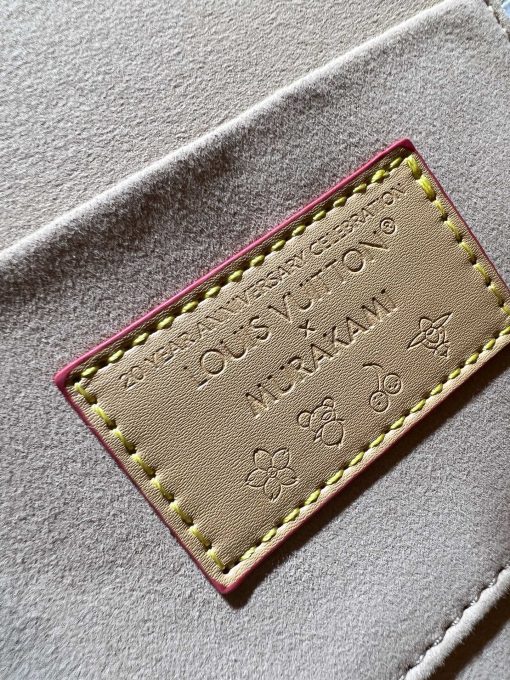 20 YEAR ANNIVERSARY CELEBRATION
LOUIS VUITTON®
×
MURAKAMI